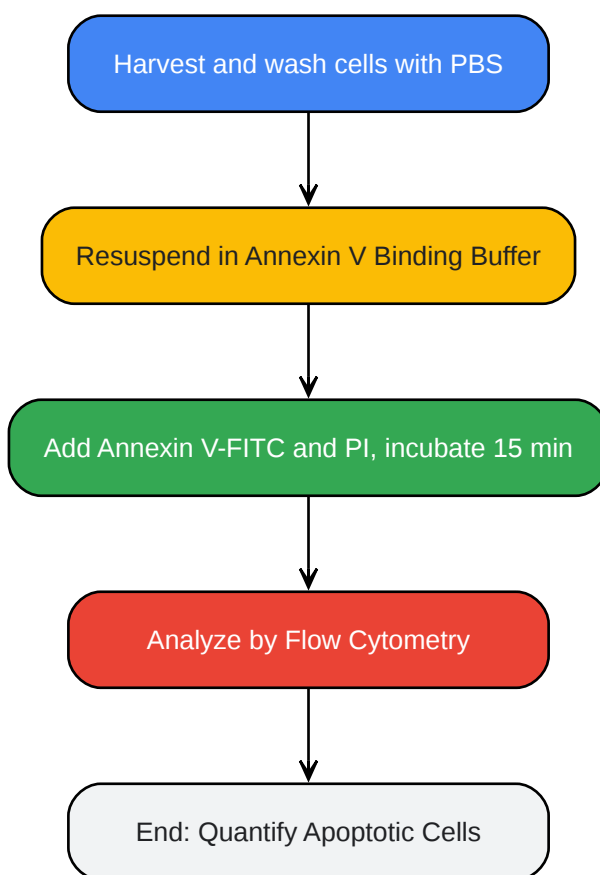 Harvest and wash cells with PBS
Resuspend in Annexin V Binding Buffer
Add Annexin V-FITC and PI, incubate 15 min
Analyze by Flow Cytometry
End: Quantify Apoptotic Cells